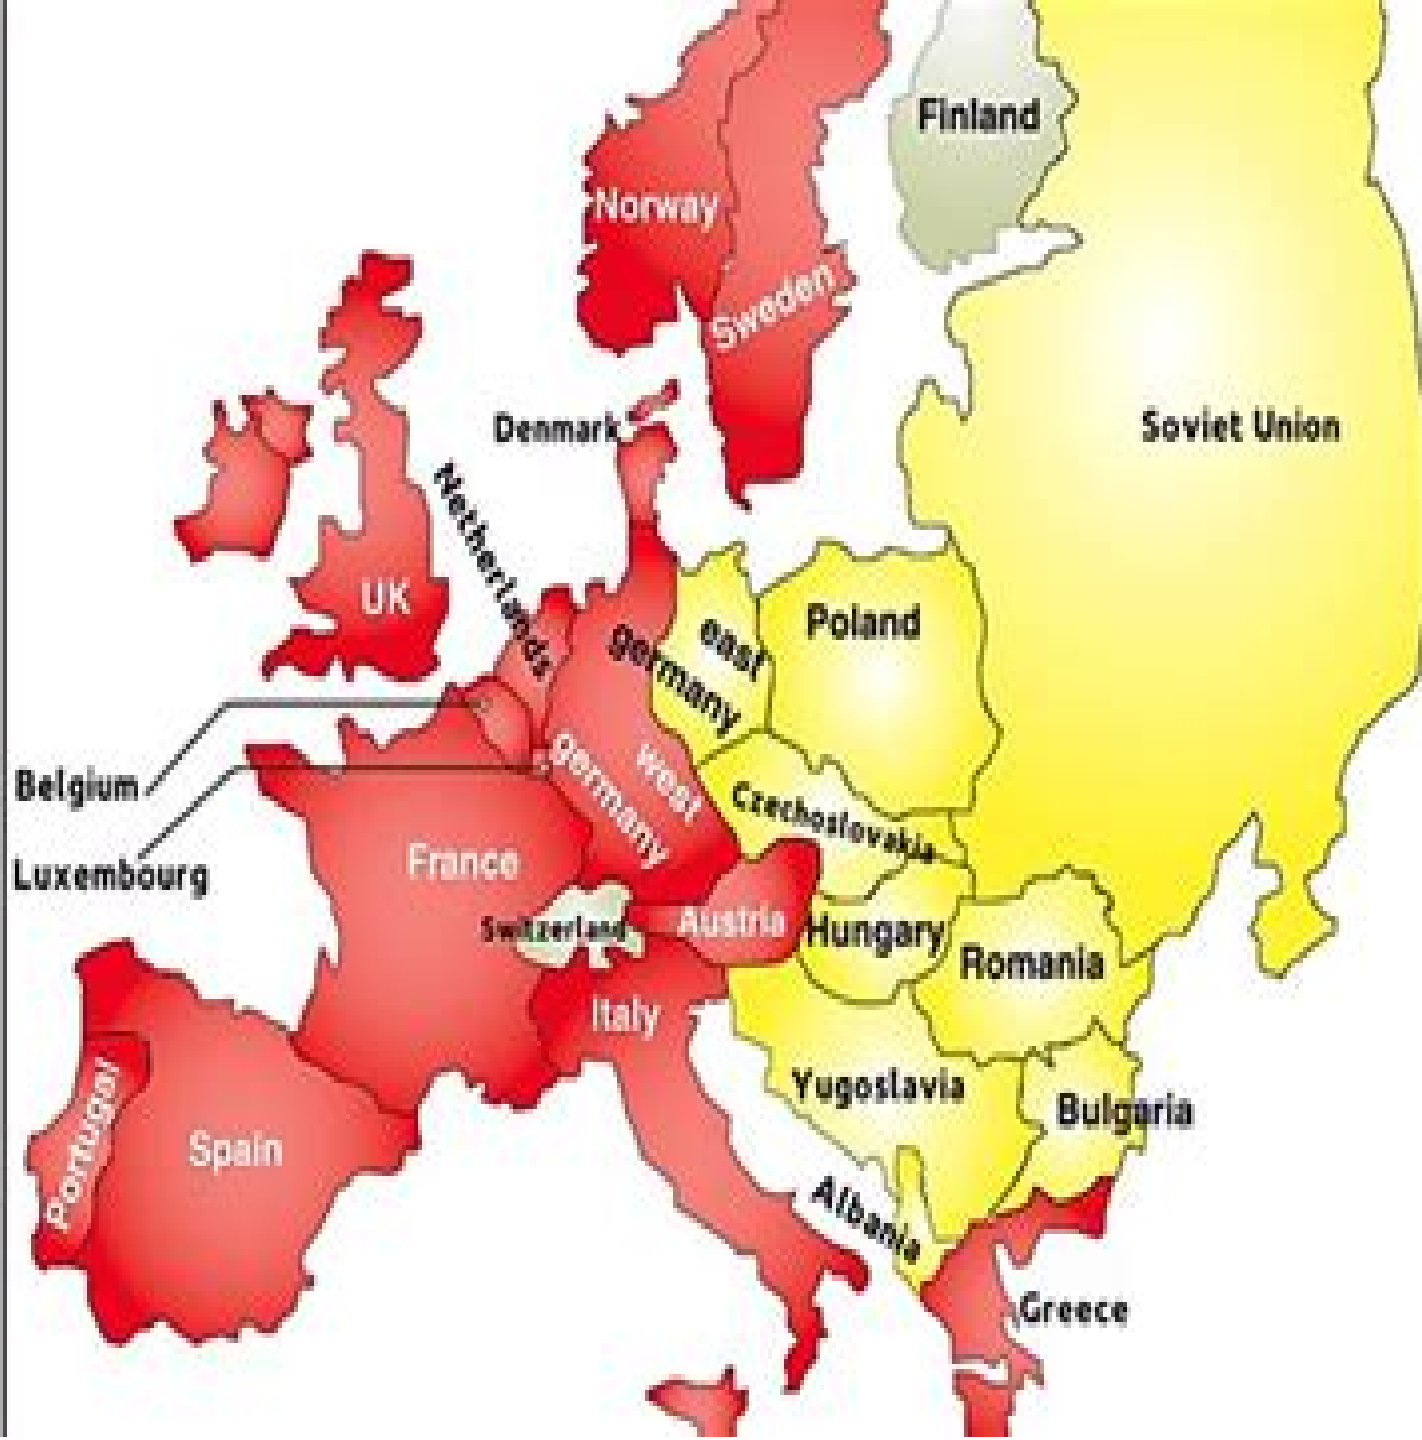 Finland
Norway
Sweden
Soviet Union
Denmark
Netherlands
UK
east
germany
Poland
Belgium
west
germany
Luxembourg
France
Czechoslovakia
Switzerland
Austria
Hungary
Romania
Italy
Portugal
Spain
Yugoslavia
Bulgaria
Albania
Greece